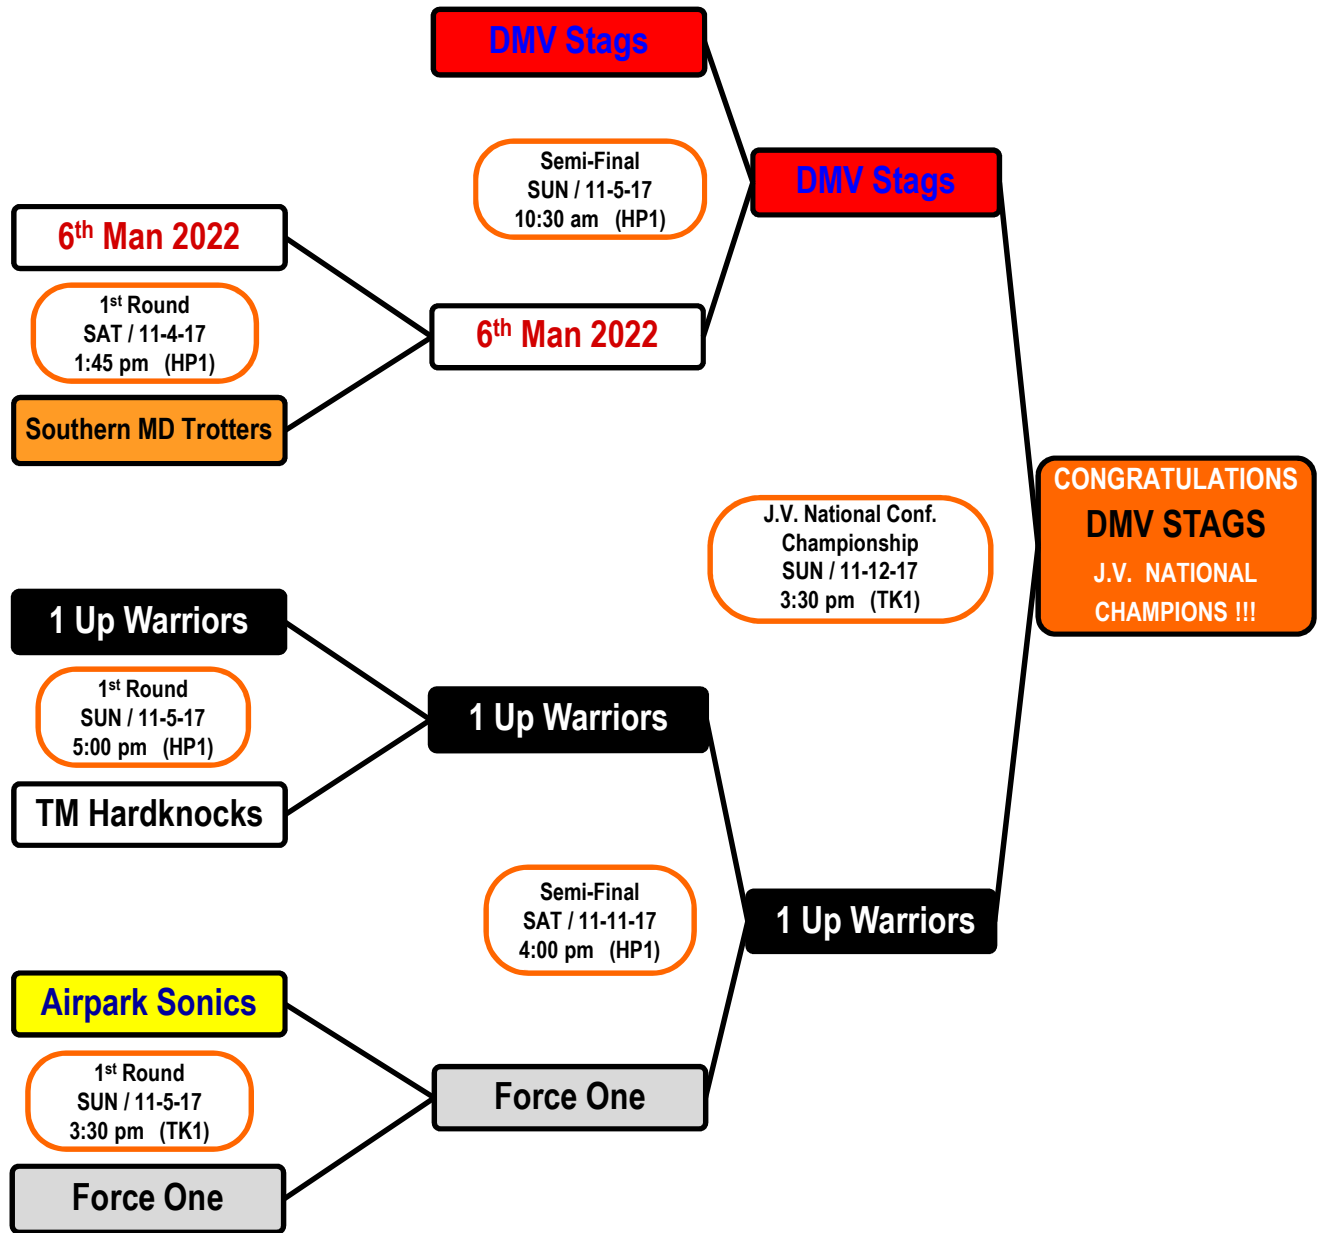 DMV Stags
Semi-Final
SUN / 11-5-17
10:30 am (HP1)
DMV Stags
6th Man 2022
1st Round
SAT / 11-4-17
1:45 pm (HP1)
6th Man 2022
Southern MD Trotters
CONGRATULATIONS
DMV STAGS
J.V. NATIONAL
CHAMPIONS !!!
J.V. National Conf.
Championship
SUN / 11-12-17
3:30 pm (TK1)
1 Up Warriors
1st Round
SUN / 11-5-17
5:00 pm (HP1)
1 Up Warriors
TM Hardknocks
Semi-Final
SAT / 11-11-17
4:00 pm (HP1)
1 Up Warriors
Airpark Sonics
1st Round
SUN / 11-5-17
3:30 pm (TK1)
Force One
Force One